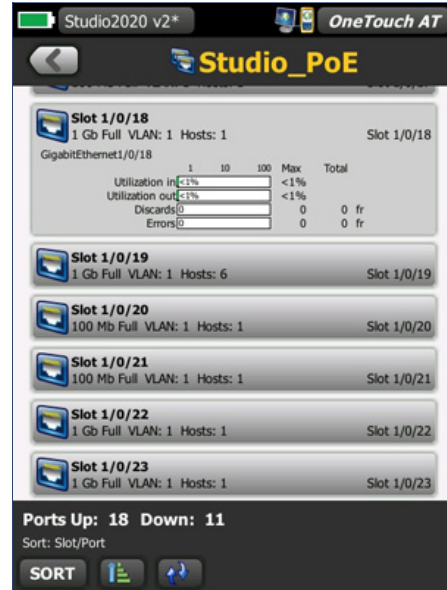 Studio2020 v2*
OneTouch AT
Studio_PoE
Slot 1/0/18
1 Gb Full VLAN: 1 Hosts: 1 Slot 1/0/18
GigabitEthernet1/0/18
1 10 100 Max Total
Utilization in <1% <1%
Utilization out <1% <1%
Discards 0 0 0 fr
Errors 0 0 0 fr
Slot 1/0/19
1 Gb Full VLAN: 1 Hosts: 6 Slot 1/0/19
Slot 1/0/20
100 Mb Full VLAN: 1 Hosts: 1 Slot 1/0/20
Slot 1/0/21
100 Mb Full VLAN: 1 Hosts: 1 Slot 1/0/21
Slot 1/0/22
1 Gb Full VLAN: 1 Hosts: 1 Slot 1/0/22
Slot 1/0/23
1 Gb Full VLAN: 1 Hosts: 1 Slot 1/0/23
Ports Up: 18 Down: 11
Sort: Slot/Port
SORT